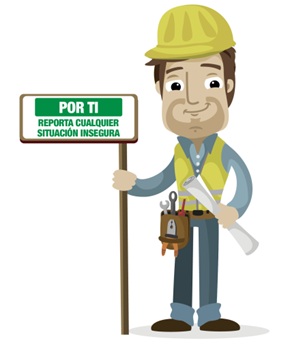 POR TI
REPORTA CUALQUIER
SITUACIÓN INSEGURA